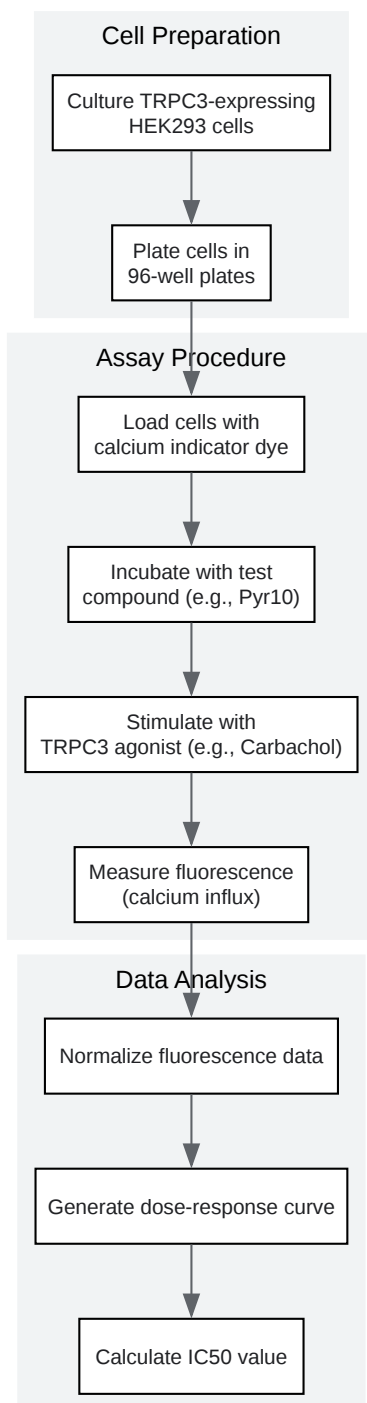 Cell Preparation
Culture TRPC3-expressing
HEK293 cells
Plate cells in
96-well plates
Assay Procedure
Load cells with
calcium indicator dye
Incubate with test
compound (e.g., Pyr10)
Stimulate with
TRPC3 agonist (e.g., Carbachol)
Measure fluorescence
(calcium influx)
Data Analysis
Normalize fluorescence data
Generate dose-response curve
Calculate IC50 value